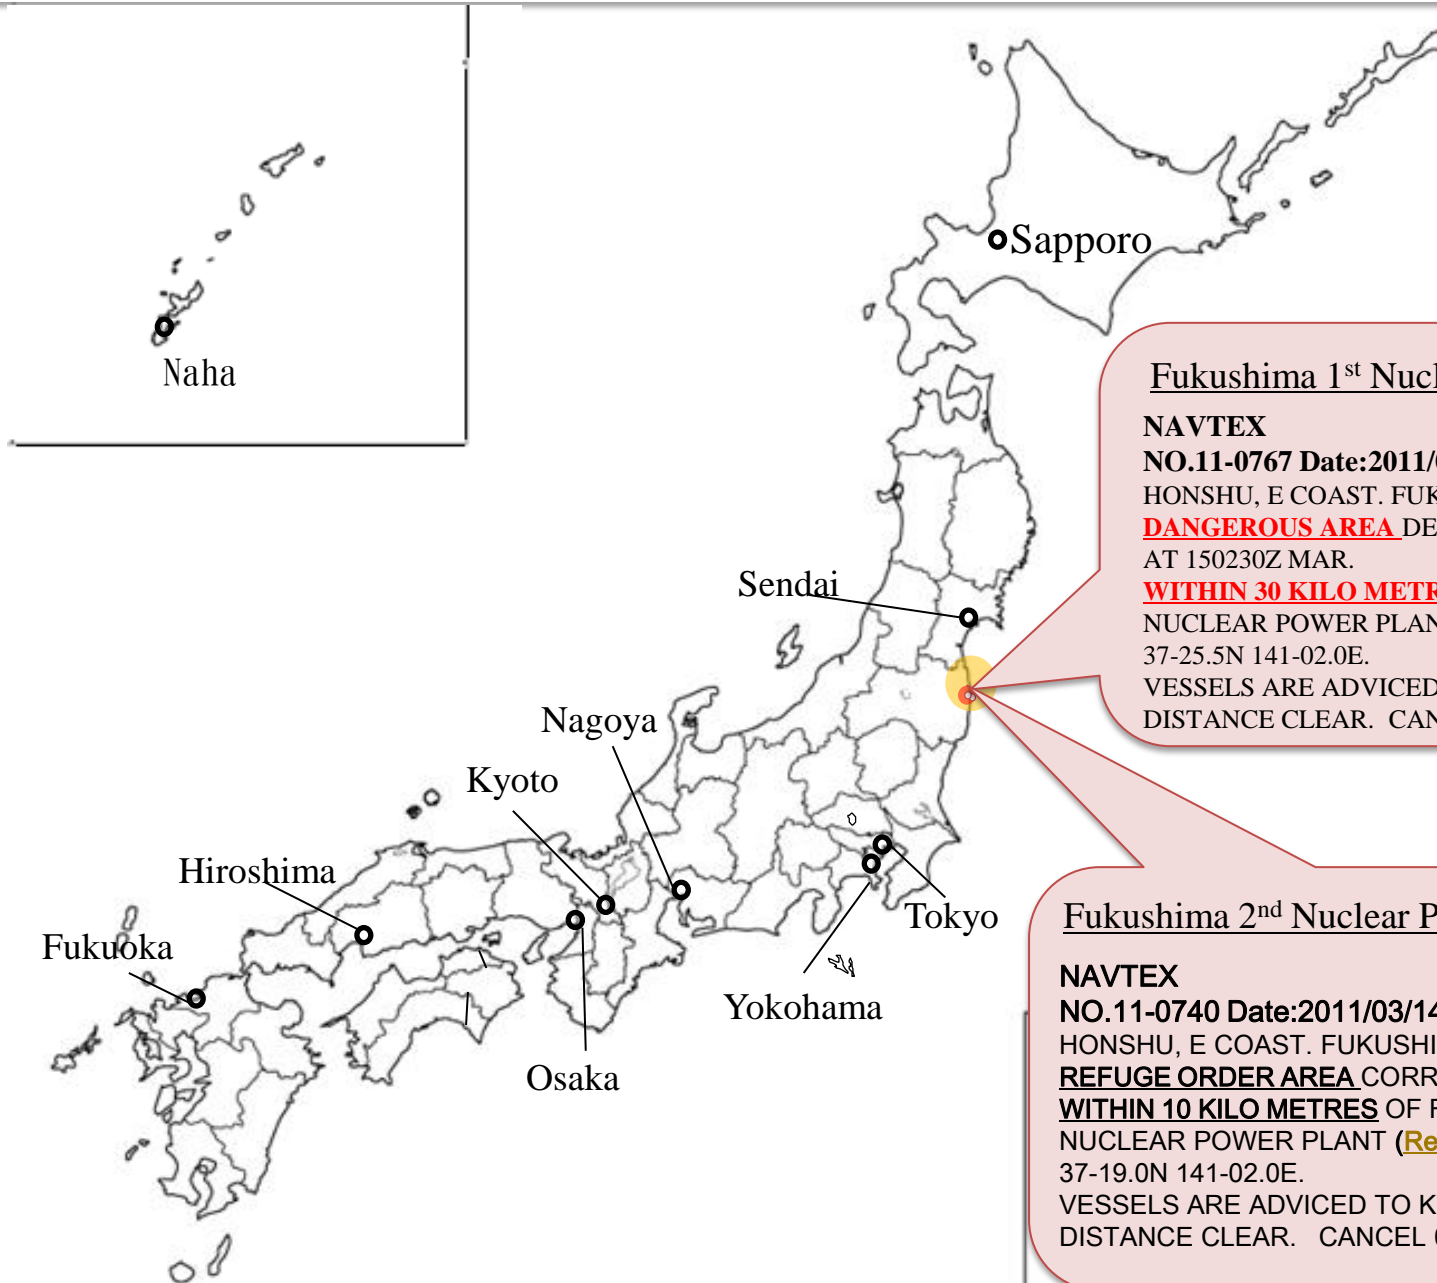 Sapporo
Naha
Fukushima 1st Nucl
NAVTEX
NO.11-0767 Date:2011/
HONSHU, E COAST. FUK
DANGEROUS AREA DE
AT 150230Z MAR.
WITHIN 30 KILO METR
NUCLEAR POWER PLAN
37-25.5N 141-02.0E.
VESSELS ARE ADVICED
DISTANCE CLEAR. CAN
Sendai
Nagoya
Kyoto
Hiroshima
Tokyo
Fukuoka
Yokohama
Osaka
Fukushima 2nd Nuclear P
NAVTEX
NO.11-0740 Date:2011/03/14
HONSHU, E COAST. FUKUSHI
REFUGE ORDER AREA CORR
WITHIN 10 KILO METRES OF F
NUCLEAR POWER PLANT (Re
37-19.0N 141-02.0E.
VESSELS ARE ADVICED TO K
DISTANCE CLEAR. CANCEL